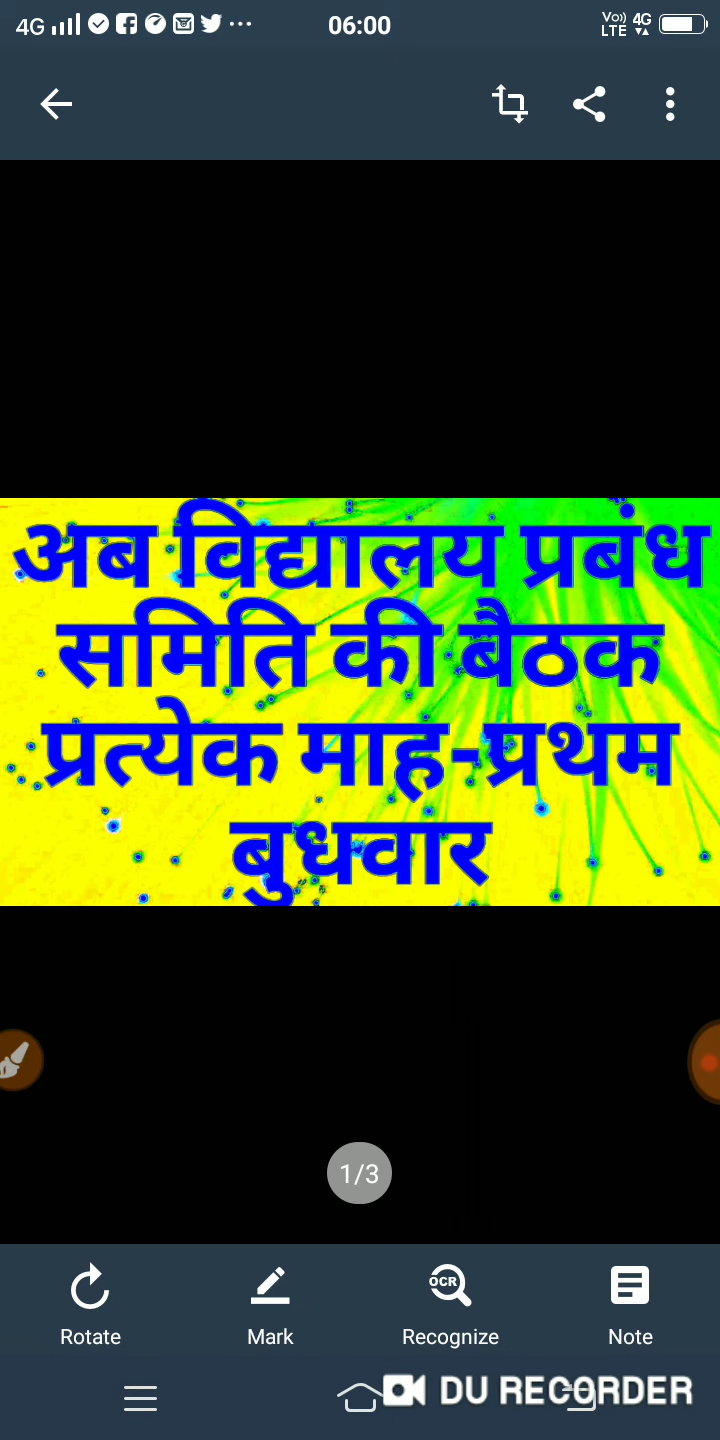 4G 06:00 Vo)) LTE 4G
अब विद्यालय प्रबंध
समिति की बैठक
प्रत्येक माह-प्रथम
बुधवार
1/3
OCR
Rotate Mark Recognize Note
DU RECORDER